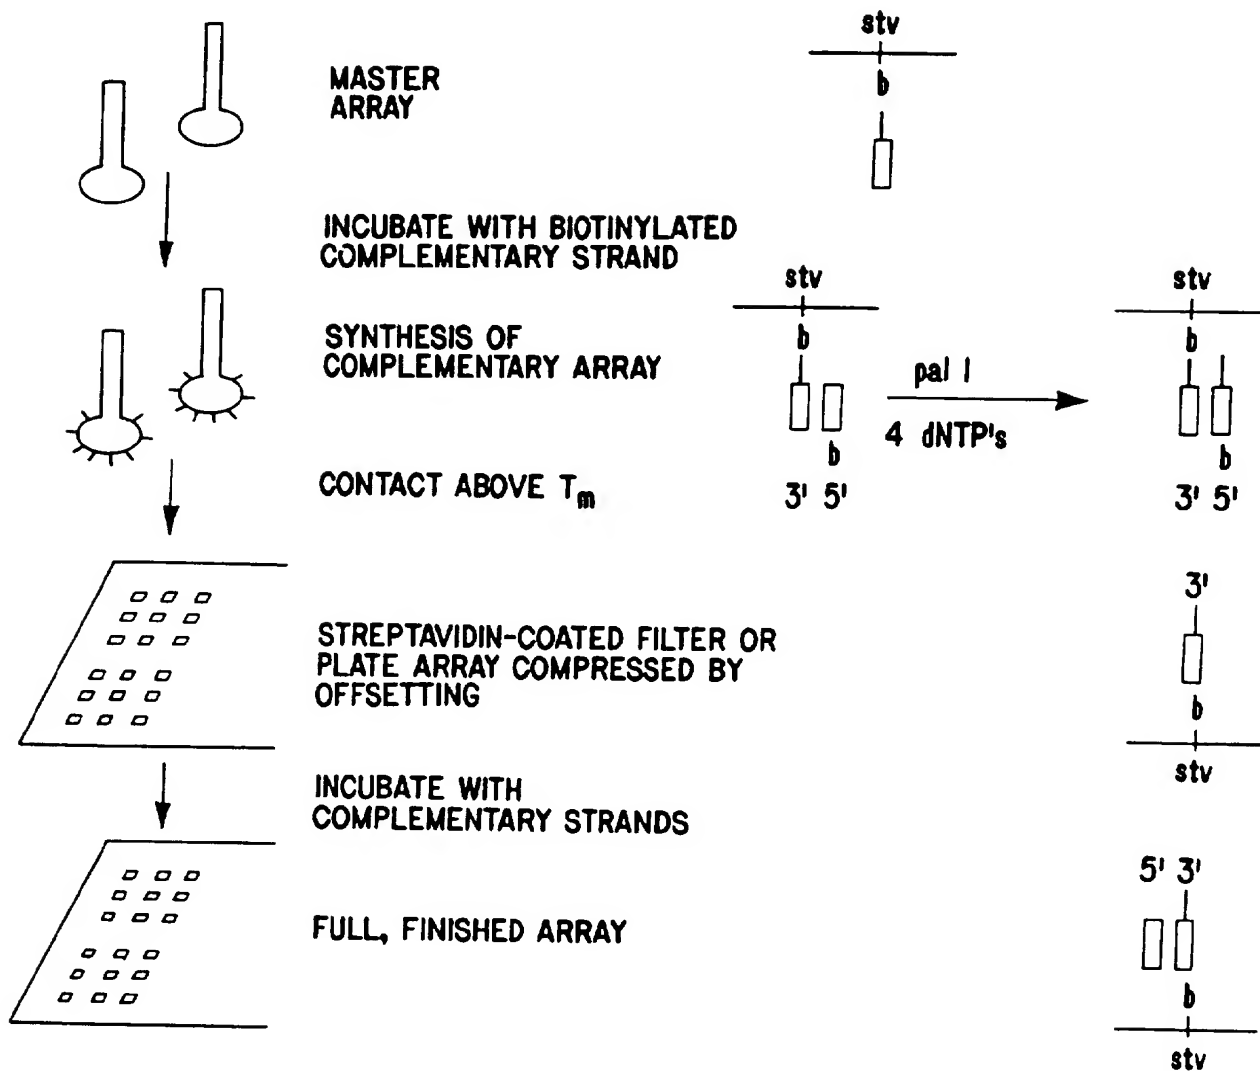 stv
MASTER
ARRAY
b
INCUBATE WITH BIOTINYLATED
COMPLEMENTARY STRAND
stv
stv
SYNTHESIS OF
COMPLEMENTARY ARRAY
b
b
pal I
4 dNTP's
b
b
CONTACT ABOVE Tm
3' 5'
3' 5'
3'
STREPTAVIDIN-COATED FILTER OR
PLATE ARRAY COMPRESSED BY
OFFSETTING
b
stv
INCUBATE WITH
COMPLEMENTARY STRANDS
5' 3'
FULL, FINISHED ARRAY
b
stv